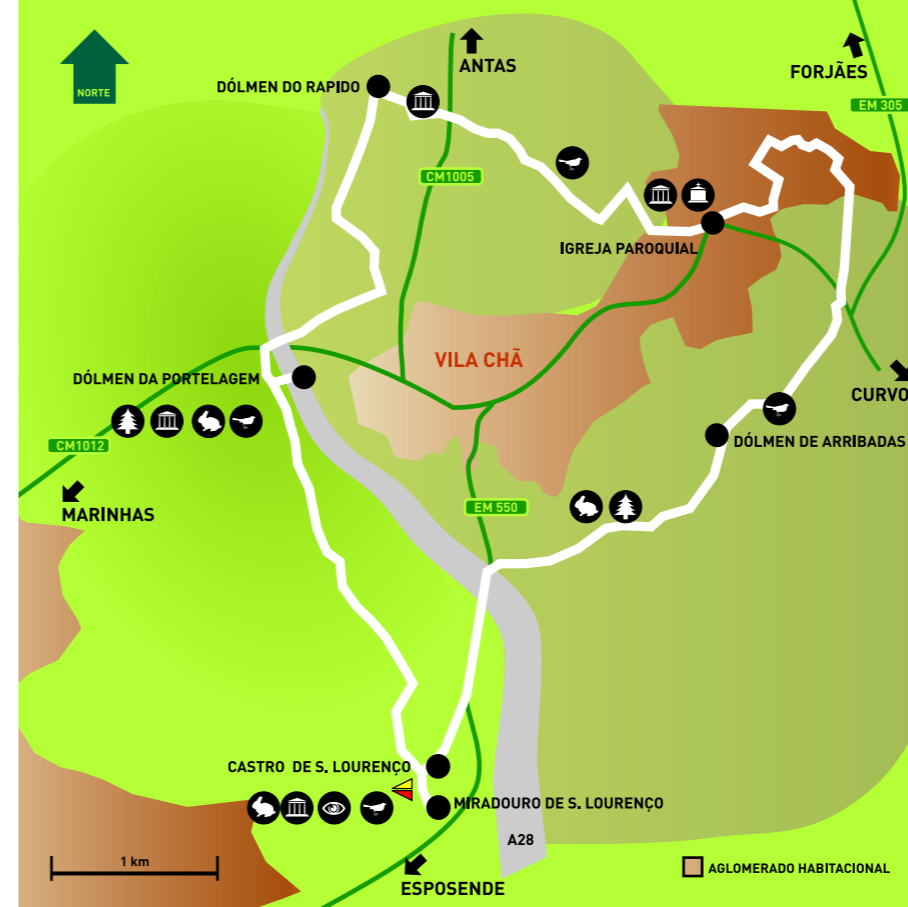 NORTE
ANTAS
FORJÃES
DÓLMEN DO RAPIDO
EM 305
CM1005
IGREJA PAROQUIAL
VILA CHÃ
DÓLMEN DA PORTELAGEM
CURVO
CM1012
DÓLMEN DE ARRIBADAS
MARINHAS
EM 550
CASTRO DE S. LOURENÇO
MIRADOURO DE S. LOURENÇO
A28
1 km
AGLOMERADO HABITACIONAL
ESPOSENDE